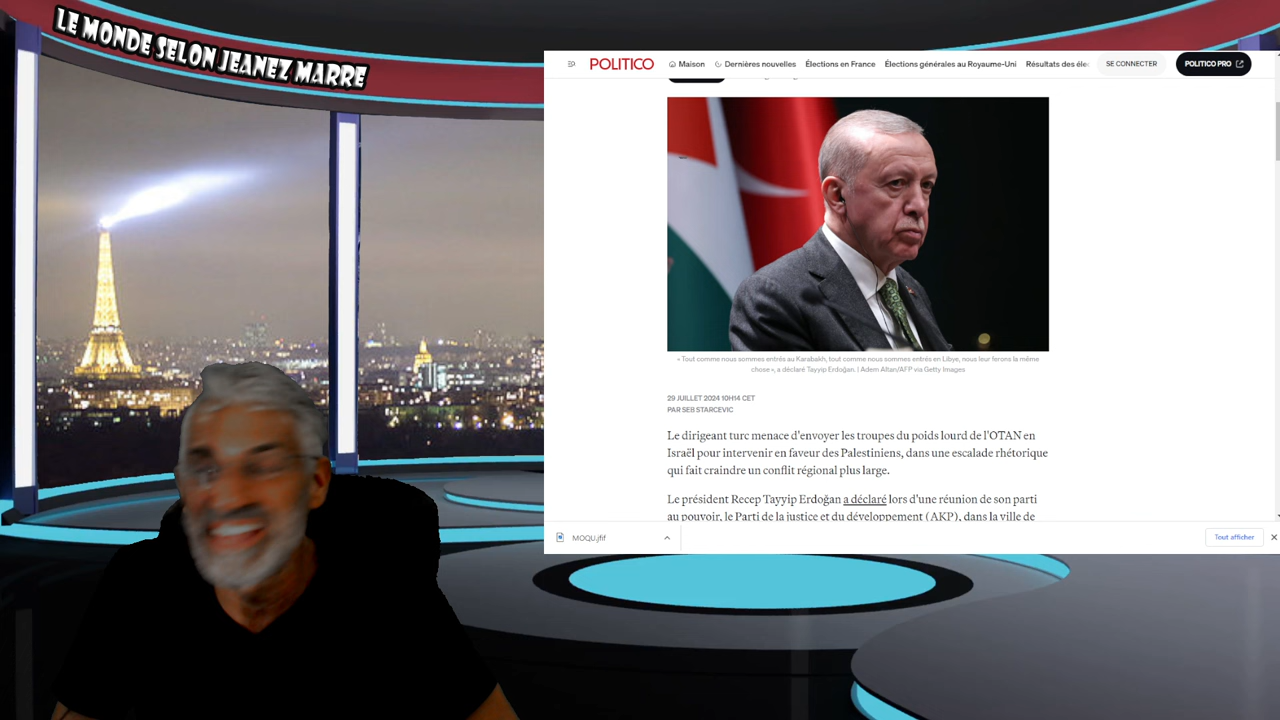 LE MONDE SELON JEANEZ MARRE
POLITICO
Maison
Dernières nouvelles
Élections en France
Élections générales au Royaume-Uni
Résultats des élec
SE CONNECTER
POLITICO PRO
« Tout comme nous sommes entrés au Karabakh, tout comme nous sommes entrés en Libye, nous leur ferons la même
chose », a déclaré Tayyip Erdoğan. | Adem Altan/AFP via Getty Images
29 JUILLET 2024 10H14 CET
PAR SEB STARCEVIC
Le dirigeant turc menace d'envoyer les troupes du poids lourd de l'OTAN en
Israël pour intervenir en faveur des Palestiniens, dans une escalade rhétorique
qui fait craindre un conflit régional plus large.
Le président Recep Tayyip Erdoğan a déclaré lors d'une réunion de son parti
au pouvoir, le Parti de la justice et du développement (AKP), dans la ville de
MOQU.jfif
Tout afficher